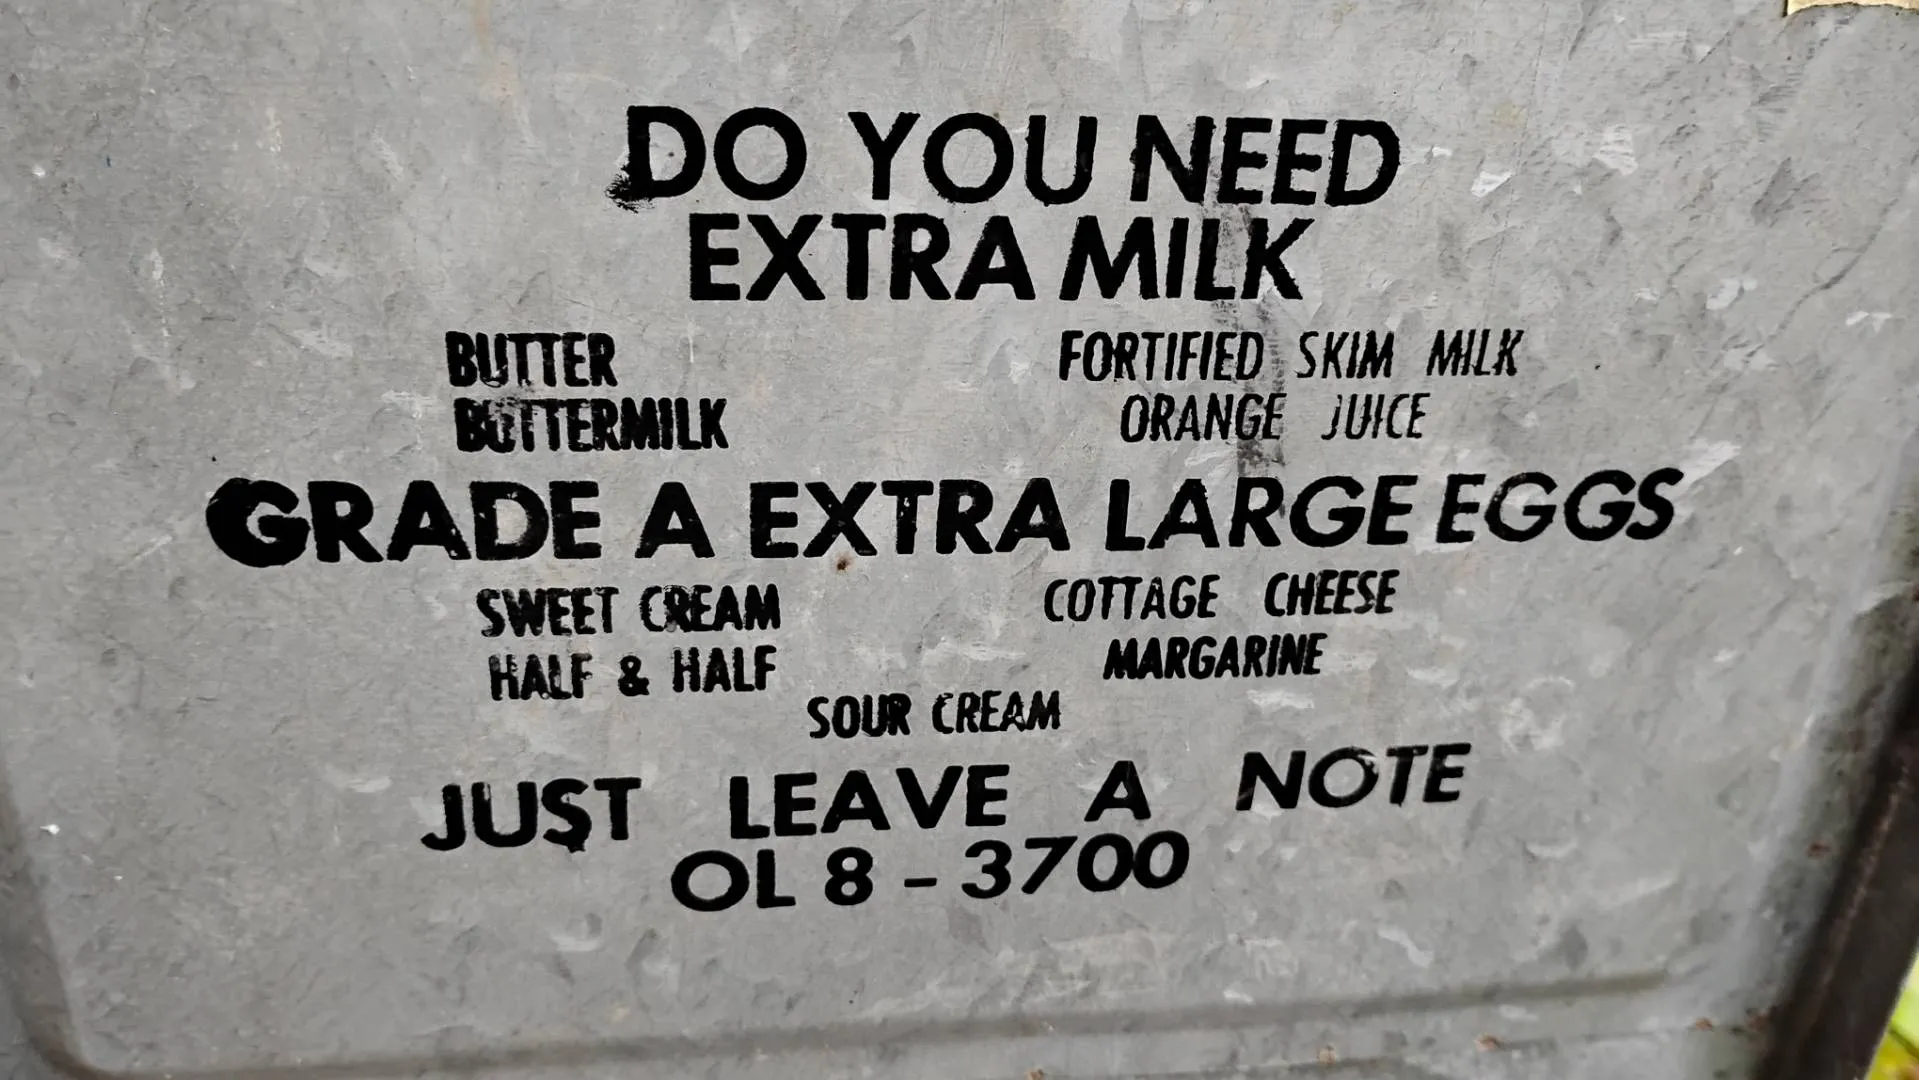 DO YOU NEED
EXTRA MILK
BUTTER FORTIFIED SKIM MILK
BUTTERMILK ORANGE JUICE
GRADE A EXTRA LARGE EGGS
SWEET CREAM COTTAGE CHEESE
HALF & HALF MARGARINE
SOUR CREAM
JUST LEAVE A NOTE
OL 8 - 3700